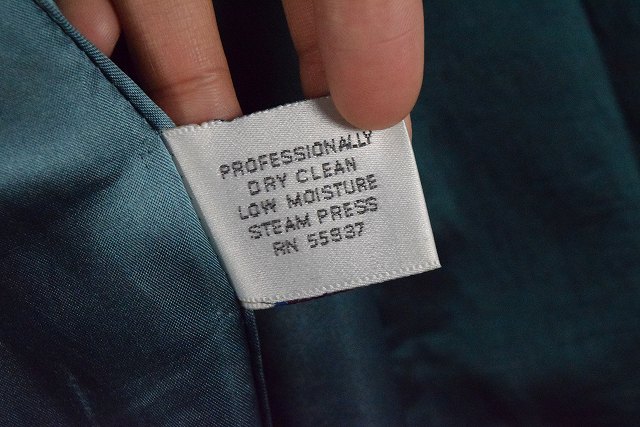 PROFESSIONALLY
DRY CLEAN
LOW MOISTURE
STEAM PRESS
RN 55937